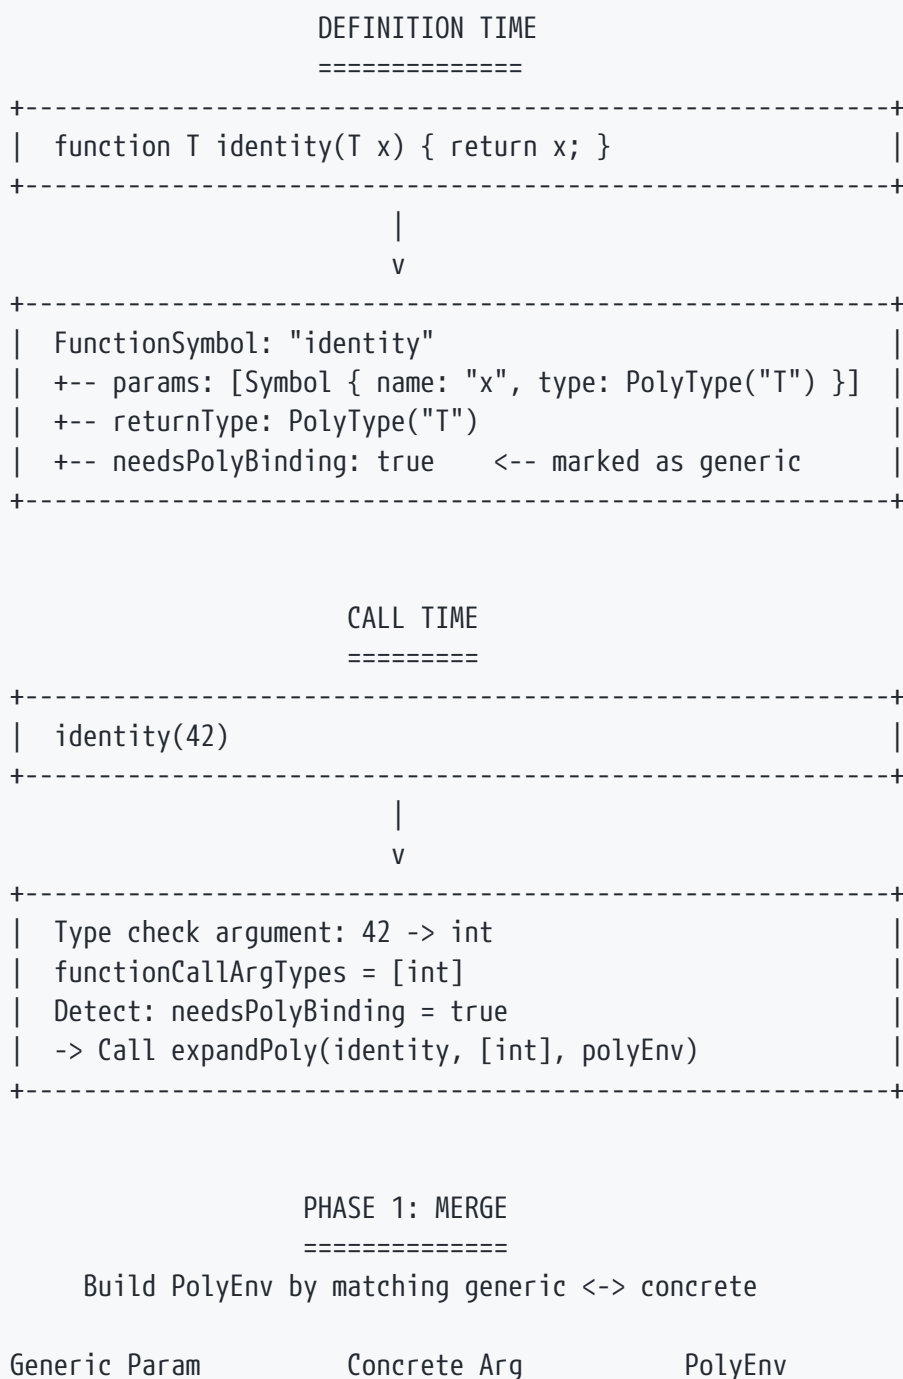 DEFINITION TIME
==============
+-----------------------------------------------------------+
|  function T identity(T x) { return x; }                   |
+-----------------------------------------------------------+
|
v
+-----------------------------------------------------------+
|  FunctionSymbol: "identity"                               |
|  +-- params: [Symbol { name: "x", type: PolyType("T") }]  |
|  +-- returnType: PolyType("T")                            |
|  +-- needsPolyBinding: true    <-- marked as generic      |
+-----------------------------------------------------------+
CALL TIME
=========
+-----------------------------------------------------------+
|  identity(42)                                             |
+-----------------------------------------------------------+
|
v
+-----------------------------------------------------------+
|  Type check argument: 42 -> int                           |
|  functionCallArgTypes = [int]                             |
|  Detect: needsPolyBinding = true                          |
|  -> Call expandPoly(identity, [int], polyEnv)             |
+-----------------------------------------------------------+
PHASE 1: MERGE
==============
Build PolyEnv by matching generic <-> concrete
Generic Param          Concrete Arg           PolyEnv